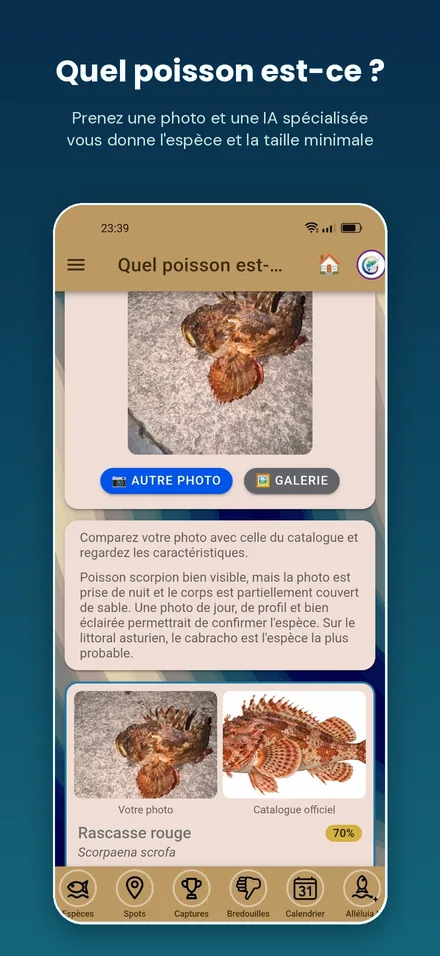 Quel poisson est-ce ?
Prenez une photo et une IA spécialisée
vous donne l'espèce et la taille minimale
23:39
Quel poisson est-...
AUTRE PHOTO
GALERIE
Comparez votre photo avec celle du catalogue et
regardez les caractéristiques.
Poisson scorpion bien visible, mais la photo est
prise de nuit et le corps est partiellement couvert
de sable. Une photo de jour, de profil et bien
éclairée permettrait de confirmer l'espèce. Sur le
littoral asturien, le cabracho est l'espèce la plus
probable.
Votre photo
Catalogue officiel
Rascasse rouge
70%
Scorpaena scrofa
31
Espèces
Spots
Captures
Bredouilles
Calendrier
Alléluia